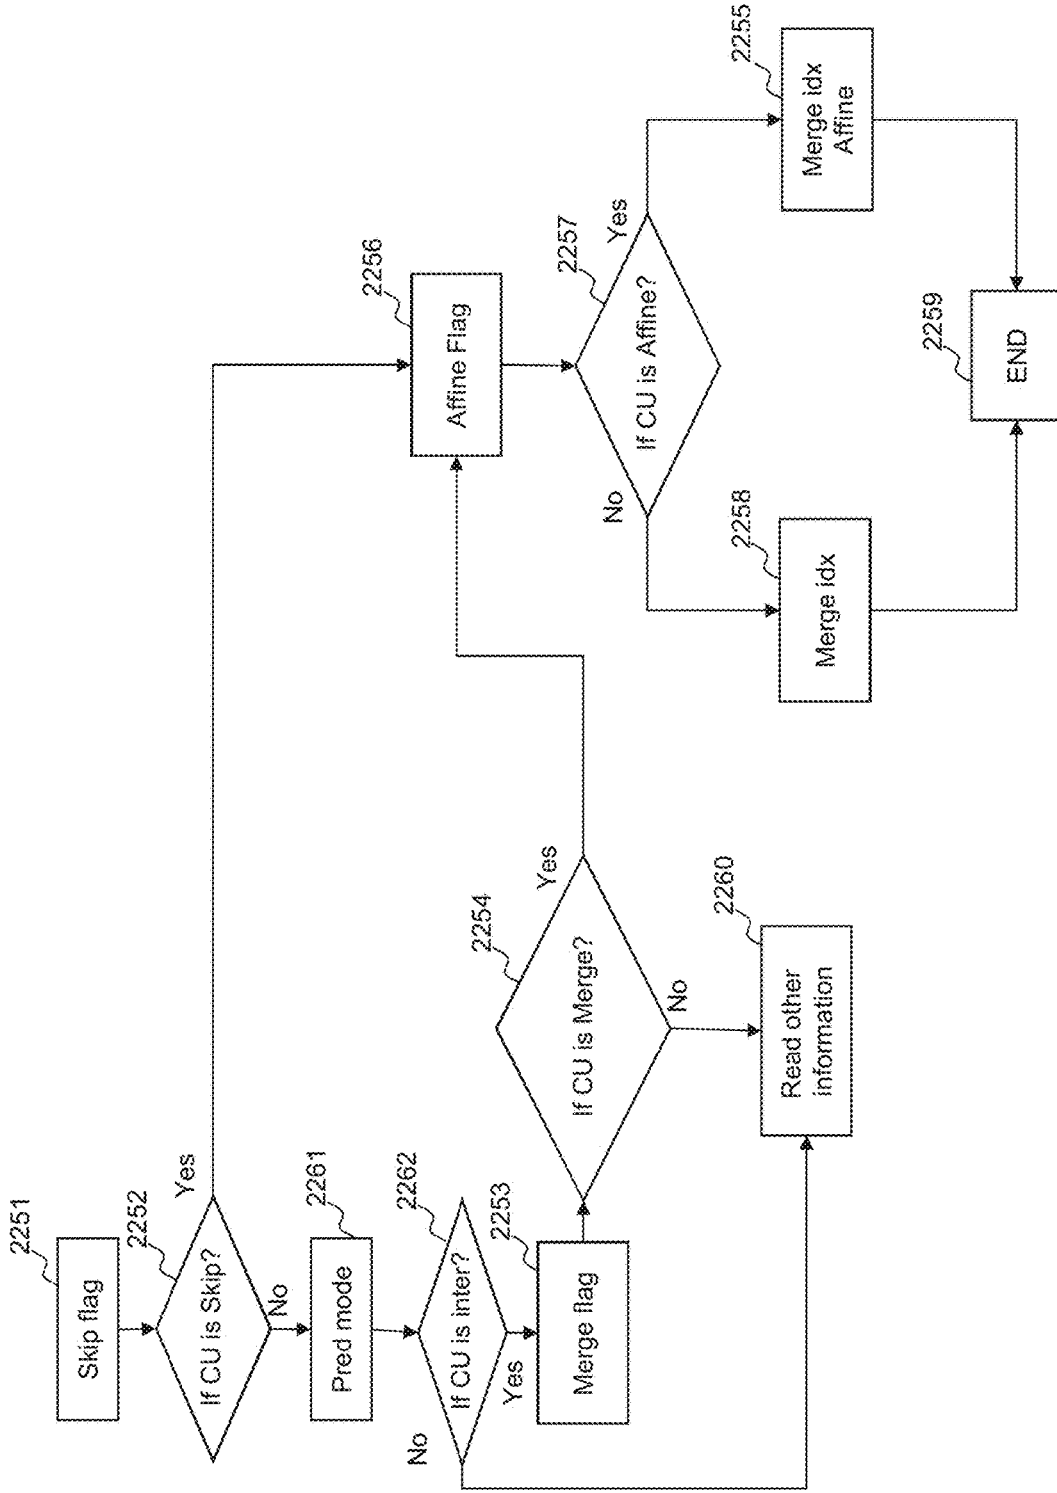 Skip flag
2251
If CU is Skip?
2252
Yes
No
Pred mode
2261
If CU is inter?
2262
No
Yes
Merge flag
2253
If CU is Merge?
2254
Yes
No
Read other
information
2260
Affine Flag
2256
If CU is Affine?
2257
No
Yes
Merge idx
2258
Merge idx
Affine
2255
END
2259